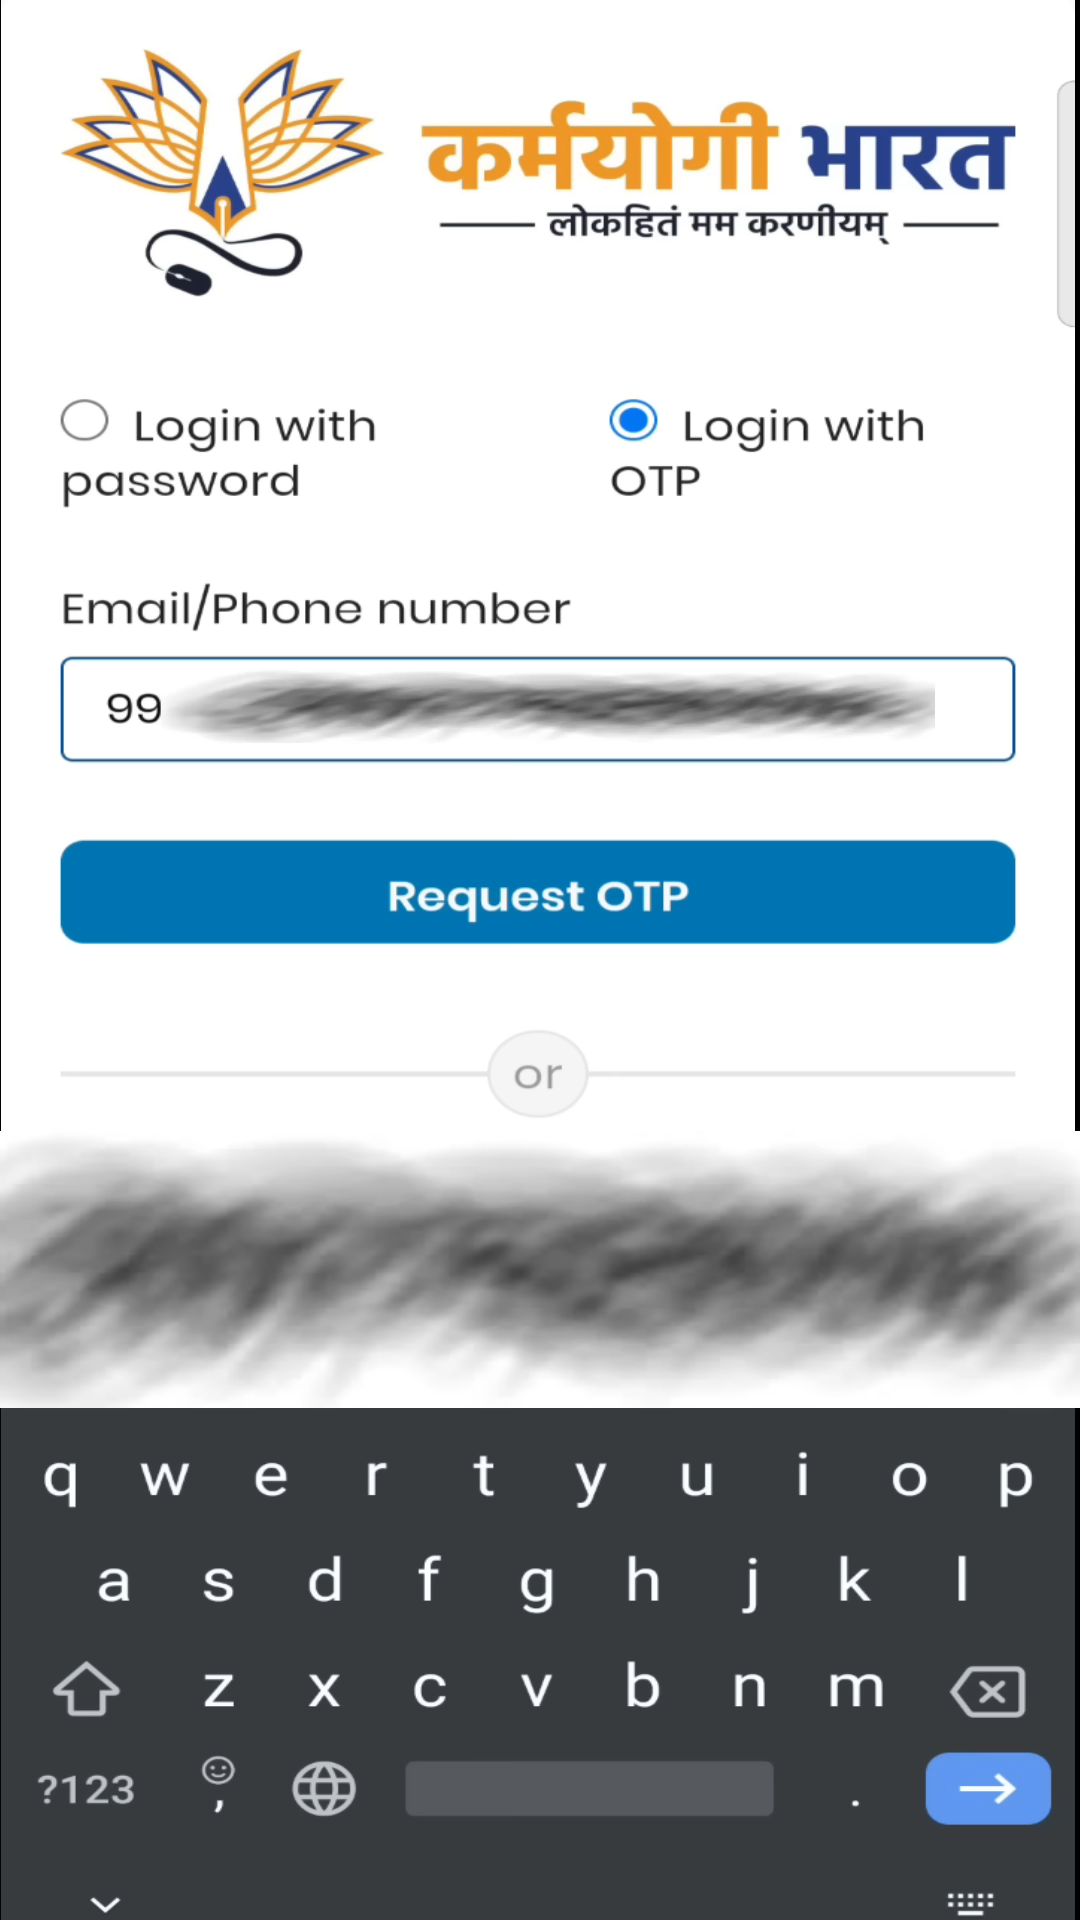 कर्मयोगी भारत
लोकहितं मम करणीयम्
Login with password
Login with OTP
Email/Phone number
99
Request OTP
or
q w e r t y u i o p
a s d f g h j k l
z x c v b n m
?123 , .